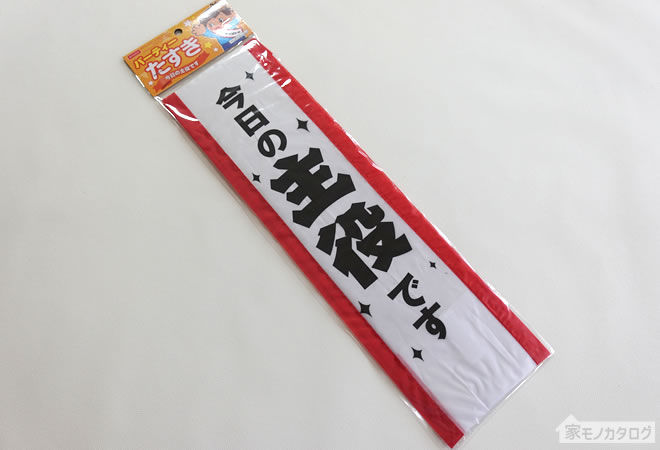 パーティー
たすき
今日の主役です
今日の主役です
家モノカタログ